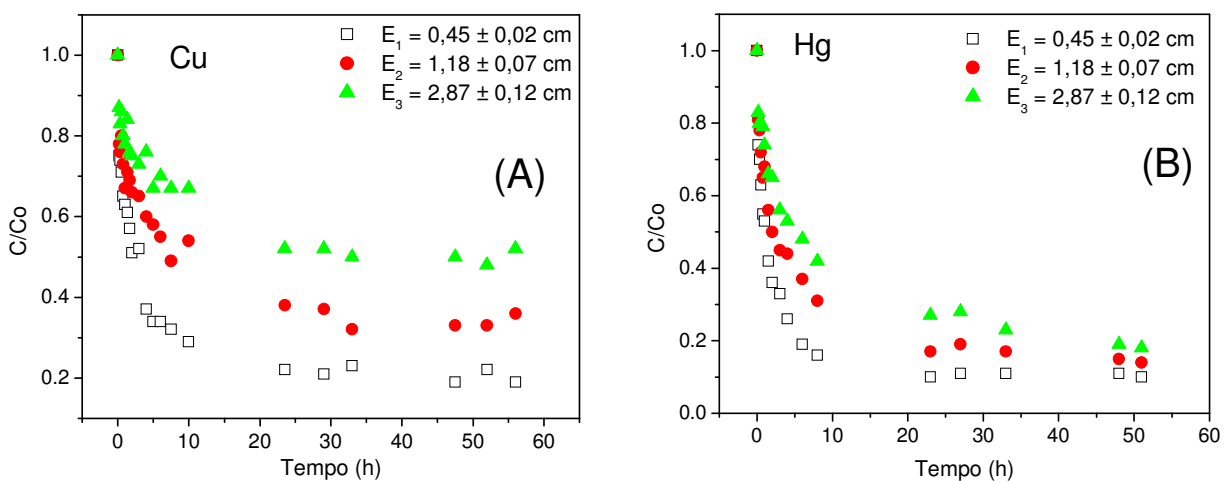 Cu
E₁ = 0,45 ± 0,02 cm
E₂ = 1,18 ± 0,07 cm
E₃ = 2,87 ± 0,12 cm
(A)
1.0
0.8
0.6
0.4
0.2
C/Co
0 10 20 30 40 50 60
Tempo (h)
Hg
E₁ = 0,45 ± 0,02 cm
E₂ = 1,18 ± 0,07 cm
E₃ = 2,87 ± 0,12 cm
(B)
1.0
0.8
0.6
0.4
0.2
0.0
C/Co
0 10 20 30 40 50 60
Tempo (h)